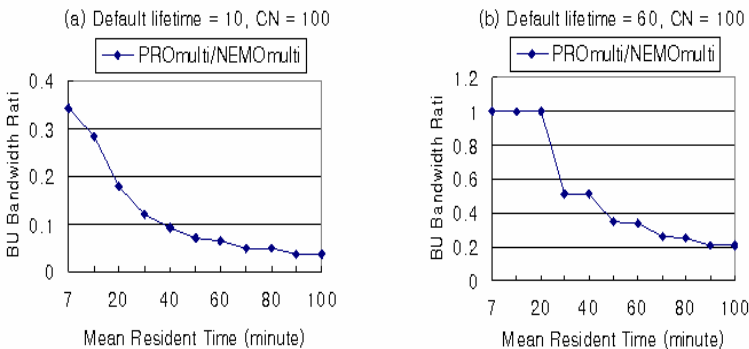 (a) Default lifetime = 10, CN = 100
PROmulti/NEMOmulti
BU Bandwidth Rati
0.4
0.3
0.2
0.1
0
7 20 40 60 80 100
Mean Resident Time (minute)
(b) Default lifetime = 60, CN = 100
PROmulti/NEMOmulti
BU Bandwidth Rati
1.2
1
0.8
0.6
0.4
0.2
0
7 20 40 60 80 100
Mean Resident Time (minute)